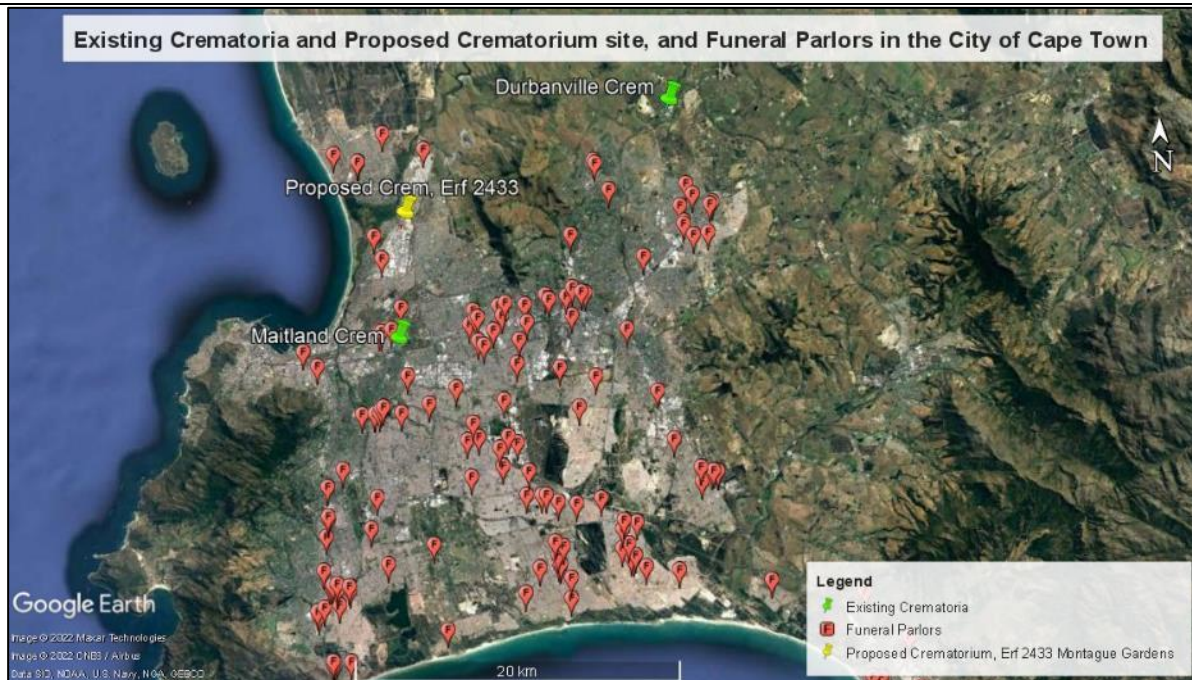 Existing Crematoria and Proposed Crematorium site, and Funeral Parlors in the City of Cape Town
Durbanville Crem
N
Proposed Crem, Erf 2433
Maitland Crem
Legend
Existing Crematoria
F Funeral Parlors
Proposed Crematorium, Erf 2433 Montague Gardens
Google Earth
Image © 2022 Maxar Technologies
Image © 2022 CNES / Airbus
Data SIO, NOAA, U.S. Navy, NGA, GEBCO
20 km